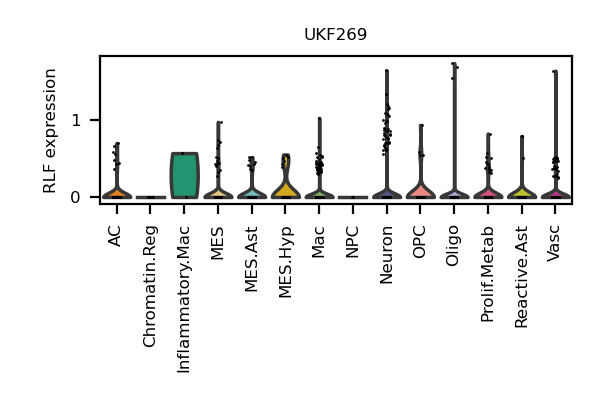 UKF269
RLF expression
1
0
AC
Chromatin.Reg
Inflammatory.Mac
MES
MES.Ast
MES.Hyp
Mac
NPC
Neuron
OPC
Oligo
Prolif.Metab
Reactive.Ast
Vasc